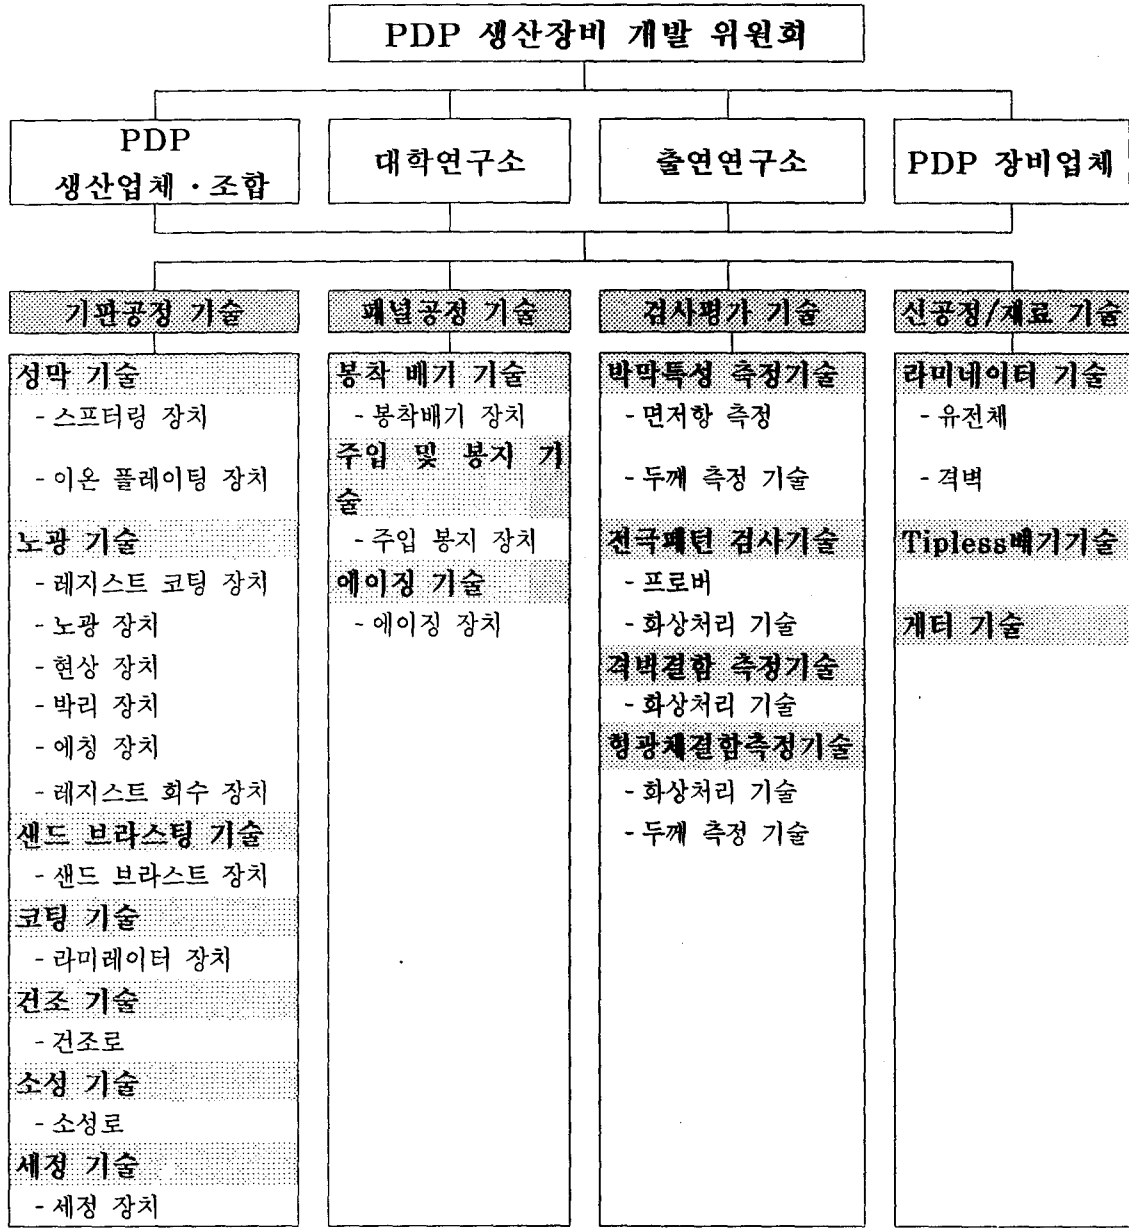 PDP 생산장비 개발 위원회
PDP
생산업체 · 조합
대학연구소
출연연구소
PDP 장비업체
기판공정 기술
성막 기술
- 스프터링 장치
- 이온 플레이팅 장치
노광 기술
- 레지스트 코팅 장치
- 노광 장치
- 현상 장치
- 박리 장치
- 에칭 장치
- 레지스트 회수 장치
샌드 브라스팅 기술
- 샌드 브라스트 장치
코팅 기술
- 라미레이터 장치
건조 기술
- 건조로
소성 기술
- 소성로
세정 기술
- 세정 장치
패널공정 기술
봉착 배기 기술
- 봉착배기 장치
주입 및 봉지 기
술
- 주입 봉지 장치
에이징 기술
- 에이징 장치
검사평가 기술
박막특성 측정기술
- 면저항 측정
- 두께 측정 기술
전극패턴 검사기술
- 프로버
- 화상처리 기술
격벽결함 측정기술
- 화상처리 기술
형광체결함측정기술
- 화상처리 기술
- 두께 측정 기술
신공정/재료 기술
라미네이터 기술
- 유전체
- 격벽
Tipless배기기술
게터 기술